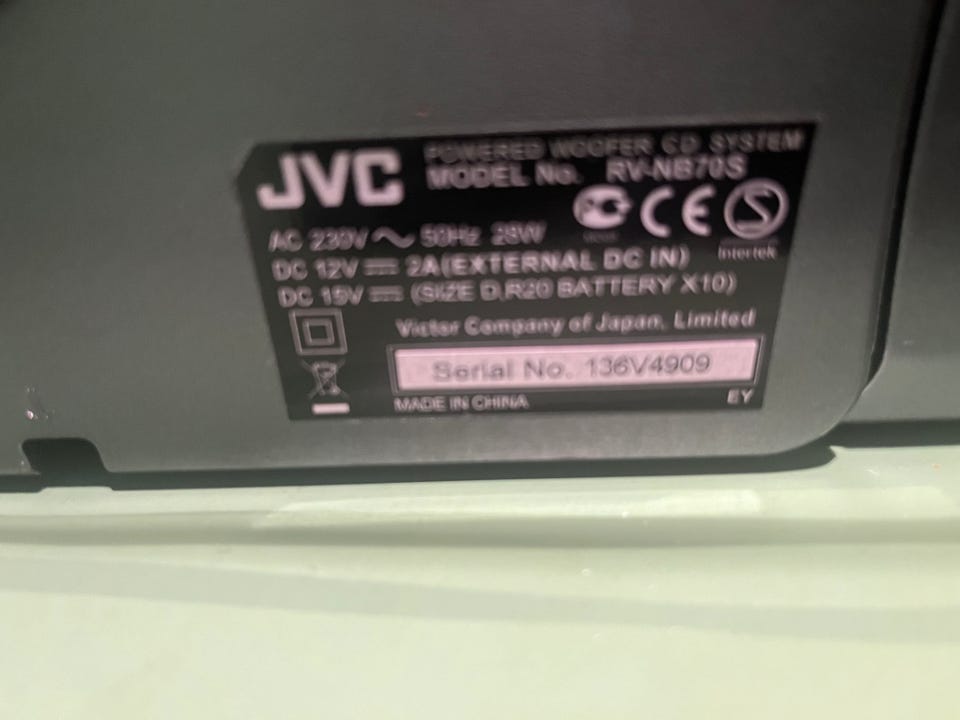 JVC
POWERED WOOFER CD SYSTEM
MODEL No. RV-NB70S
AC 230V ~ 50Hz 28W
CE S
Intertek
DC 12V ⎓ 2A(EXTERNAL DC IN)
DC 15V ⎓ (SIZE D,R20 BATTERY X10)
Victor Company of Japan, Limited
Serial No. 136V4909
MADE IN CHINA EY